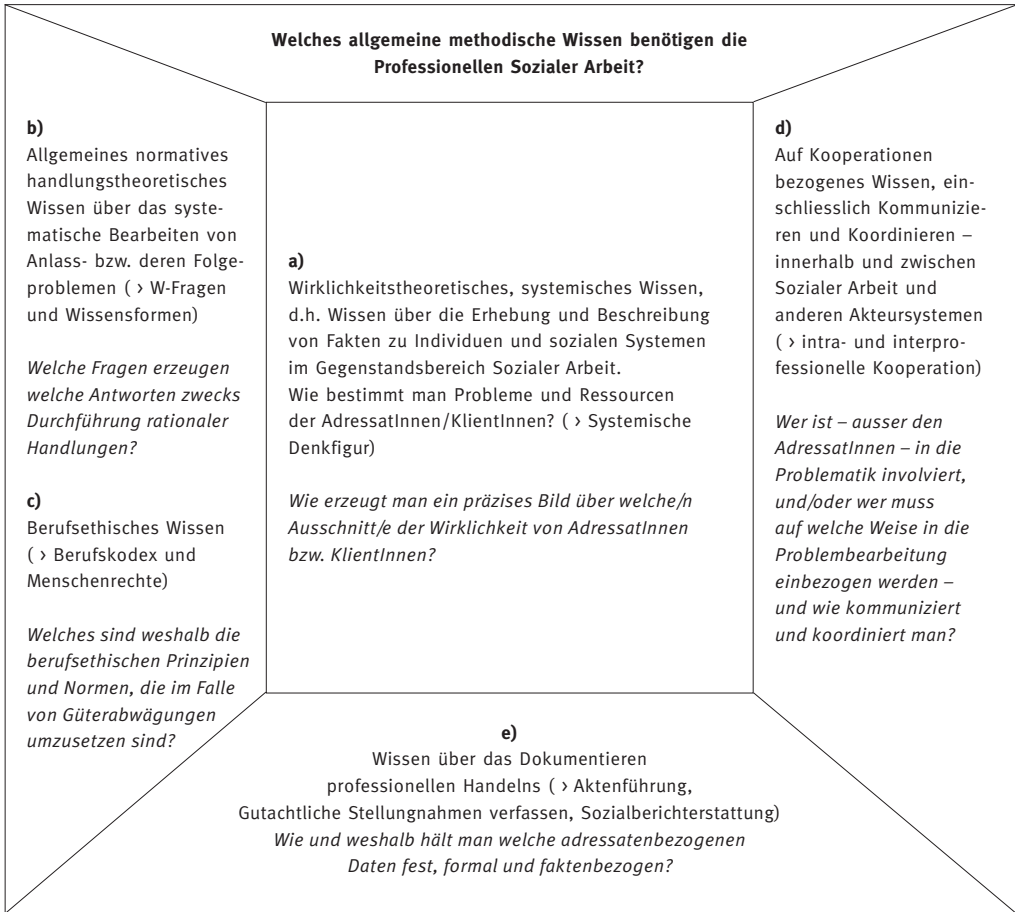 Welches allgemeine methodische Wissen benötigen die
Professionellen Sozialer Arbeit?
b)
Allgemeines normatives
handlungstheoretisches
Wissen über das syste-
matische Bearbeiten von
Anlass- bzw. deren Folge-
problemen ( › W-Fragen
und Wissensformen)
Welche Fragen erzeugen
welche Antworten zwecks
Durchführung rationaler
Handlungen?
c)
Berufsethisches Wissen
( › Berufskodex und
Menschenrechte)
Welches sind weshalb die
berufsethischen Prinzipien
und Normen, die im Falle
von Güterabwägungen
umzusetzen sind?
a)
Wirklichkeitstheoretisches, systemisches Wissen,
d.h. Wissen über die Erhebung und Beschreibung
von Fakten zu Individuen und sozialen Systemen
im Gegenstandsbereich Sozialer Arbeit.
Wie bestimmt man Probleme und Ressourcen
der AdressatInnen/KlientInnen? ( › Systemische
Denkfigur)
Wie erzeugt man ein präzises Bild über welche/n
Ausschnitt/e der Wirklichkeit von AdressatInnen
bzw. KlientInnen?
d)
Auf Kooperationen
bezogenes Wissen, ein-
schliesslich Kommunizie-
ren und Koordinieren –
innerhalb und zwischen
Sozialer Arbeit und
anderen Akteursystemen
( › intra- und interpro-
fessionelle Kooperation)
Wer ist – ausser den
AdressatInnen – in die
Problematik involviert,
und/oder wer muss
auf welche Weise in die
Problembearbeitung
einbezogen werden –
und wie kommuniziert
und koordiniert man?
e)
Wissen über das Dokumentieren
professionellen Handelns ( › Aktenführung,
Gutachtliche Stellungnahmen verfassen, Sozialberichterstattung)
Wie und weshalb hält man welche adressatenbezogenen
Daten fest, formal und faktenbezogen?